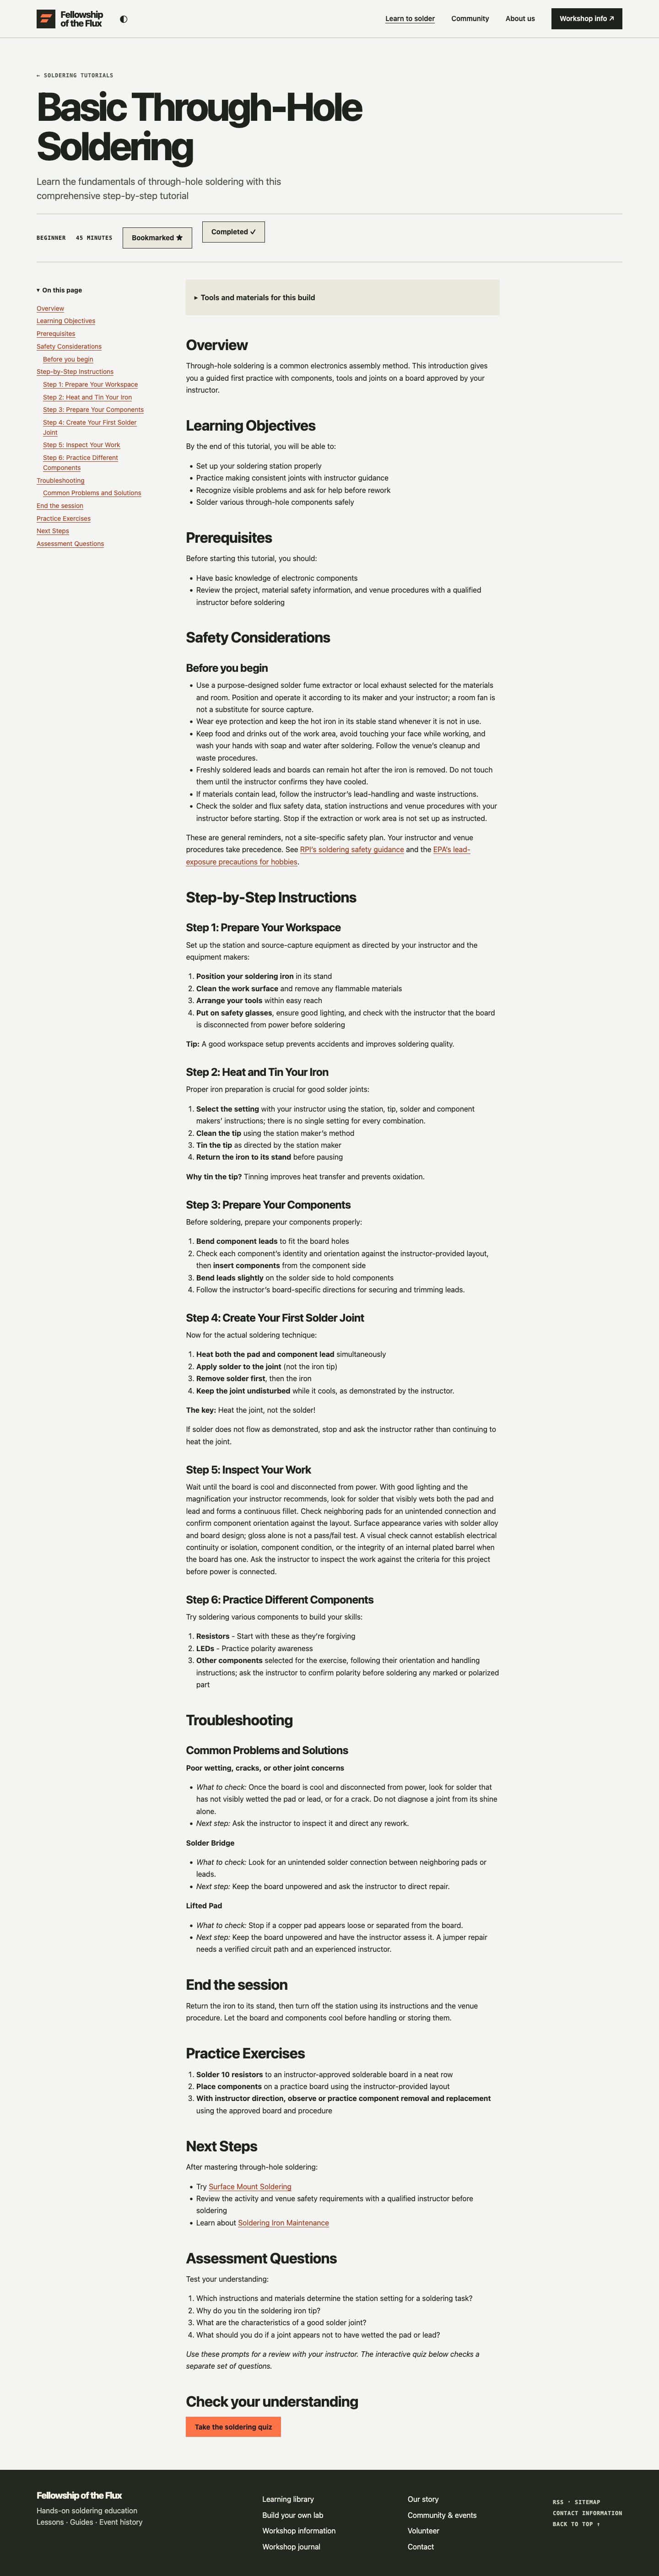 Fellowship
of the Flux
Learn to solder
Community
About us
Workshop info ↗
← SOLDERING TUTORIALS
Basic Through-Hole
Soldering
Learn the fundamentals of through-hole soldering with this
comprehensive step-by-step tutorial
BEGINNER
45 MINUTES
Bookmarked ★
Completed ✓
▾ On this page
Overview
Learning Objectives
Prerequisites
Safety Considerations
Before you begin
Step-by-Step Instructions
Step 1: Prepare Your Workspace
Step 2: Heat and Tin Your Iron
Step 3: Prepare Your Components
Step 4: Create Your First Solder
Joint
Step 5: Inspect Your Work
Step 6: Practice Different
Components
Troubleshooting
Common Problems and Solutions
End the session
Practice Exercises
Next Steps
Assessment Questions
▸ Tools and materials for this build
Overview
Through-hole soldering is a common electronics assembly method. This introduction gives
you a guided first practice with components, tools and joints on a board approved by your
instructor.
Learning Objectives
By the end of this tutorial, you will be able to:
• Set up your soldering station properly
• Practice making consistent joints with instructor guidance
• Recognize visible problems and ask for help before rework
• Solder various through-hole components safely
Prerequisites
Before starting this tutorial, you should:
• Have basic knowledge of electronic components
• Review the project, material safety information, and venue procedures with a qualified
instructor before soldering
Safety Considerations
Before you begin
• Use a purpose-designed solder fume extractor or local exhaust selected for the materials
and room. Position and operate it according to its maker and your instructor; a room fan is
not a substitute for source capture.
• Wear eye protection and keep the hot iron in its stable stand whenever it is not in use.
• Keep food and drinks out of the work area, avoid touching your face while working, and
wash your hands with soap and water after soldering. Follow the venue's cleanup and
waste procedures.
• Freshly soldered leads and boards can remain hot after the iron is removed. Do not touch
them until the instructor confirms they have cooled.
• If materials contain lead, follow the instructor's lead-handling and waste instructions.
• Check the solder and flux safety data, station instructions and venue procedures with your
instructor before starting. Stop if the extraction or work area is not set up as instructed.
These are general reminders, not a site-specific safety plan. Your instructor and venue
procedures take precedence. See RPI's soldering safety guidance and the EPA's lead-
exposure precautions for hobbies.
Step-by-Step Instructions
Step 1: Prepare Your Workspace
Set up the station and source-capture equipment as directed by your instructor and the
equipment makers:
1. Position your soldering iron in its stand
2. Clean the work surface and remove any flammable materials
3. Arrange your tools within easy reach
4. Put on safety glasses, ensure good lighting, and check with the instructor that the board
is disconnected from power before soldering
Tip: A good workspace setup prevents accidents and improves soldering quality.
Step 2: Heat and Tin Your Iron
Proper iron preparation is crucial for good solder joints:
1. Select the setting with your instructor using the station, tip, solder and component
makers' instructions; there is no single setting for every combination.
2. Clean the tip using the station maker's method
3. Tin the tip as directed by the station maker
4. Return the iron to its stand before pausing
Why tin the tip? Tinning improves heat transfer and prevents oxidation.
Step 3: Prepare Your Components
Before soldering, prepare your components properly:
1. Bend component leads to fit the board holes
2. Check each component's identity and orientation against the instructor-provided layout,
then insert components from the component side
3. Bend leads slightly on the solder side to hold components
4. Follow the instructor's board-specific directions for securing and trimming leads.
Step 4: Create Your First Solder Joint
Now for the actual soldering technique:
1. Heat both the pad and component lead simultaneously
2. Apply solder to the joint (not the iron tip)
3. Remove solder first, then the iron
4. Keep the joint undisturbed while it cools, as demonstrated by the instructor.
The key: Heat the joint, not the solder!
If solder does not flow as demonstrated, stop and ask the instructor rather than continuing to
heat the joint.
Step 5: Inspect Your Work
Wait until the board is cool and disconnected from power. With good lighting and the
magnification your instructor recommends, look for solder that visibly wets both the pad and
lead and forms a continuous fillet. Check neighboring pads for an unintended connection and
confirm component orientation against the layout. Surface appearance varies with solder alloy
and board design; gloss alone is not a pass/fail test. A visual check cannot establish electrical
continuity or isolation, component condition, or the integrity of an internal plated barrel when
the board has one. Ask the instructor to inspect the work against the criteria for this project
before power is connected.
Step 6: Practice Different Components
Try soldering various components to build your skills:
1. Resistors - Start with these as they're forgiving
2. LEDs - Practice polarity awareness
3. Other components selected for the exercise, following their orientation and handling
instructions; ask the instructor to confirm polarity before soldering any marked or polarized
part
Troubleshooting
Common Problems and Solutions
Poor wetting, cracks, or other joint concerns
• What to check: Once the board is cool and disconnected from power, look for solder that
has not visibly wetted the pad or lead, or for a crack. Do not diagnose a joint from its shine
alone.
• Next step: Ask the instructor to inspect it and direct any rework.
Solder Bridge
• What to check: Look for an unintended solder connection between neighboring pads or
leads.
• Next step: Keep the board unpowered and ask the instructor to direct repair.
Lifted Pad
• What to check: Stop if a copper pad appears loose or separated from the board.
• Next step: Keep the board unpowered and have the instructor assess it. A jumper repair
needs a verified circuit path and an experienced instructor.
End the session
Return the iron to its stand, then turn off the station using its instructions and the venue
procedure. Let the board and components cool before handling or storing them.
Practice Exercises
1. Solder 10 resistors to an instructor-approved solderable board in a neat row
2. Place components on a practice board using the instructor-provided layout
3. With instructor direction, observe or practice component removal and replacement
using the approved board and procedure
Next Steps
After mastering through-hole soldering:
• Try Surface Mount Soldering
• Review the activity and venue safety requirements with a qualified instructor before
soldering
• Learn about Soldering Iron Maintenance
Assessment Questions
Test your understanding:
1. Which instructions and materials determine the station setting for a soldering task?
2. Why do you tin the soldering iron tip?
3. What are the characteristics of a good solder joint?
4. What should you do if a joint appears not to have wetted the pad or lead?
Use these prompts for a review with your instructor. The interactive quiz below checks a
separate set of questions.
Check your understanding
Take the soldering quiz
Fellowship of the Flux
Hands-on soldering education
Lessons · Guides · Event history
Learning library
Build your own lab
Workshop information
Workshop journal
Our story
Community & events
Volunteer
Contact
RSS · SITEMAP
CONTACT INFORMATION
BACK TO TOP ↑